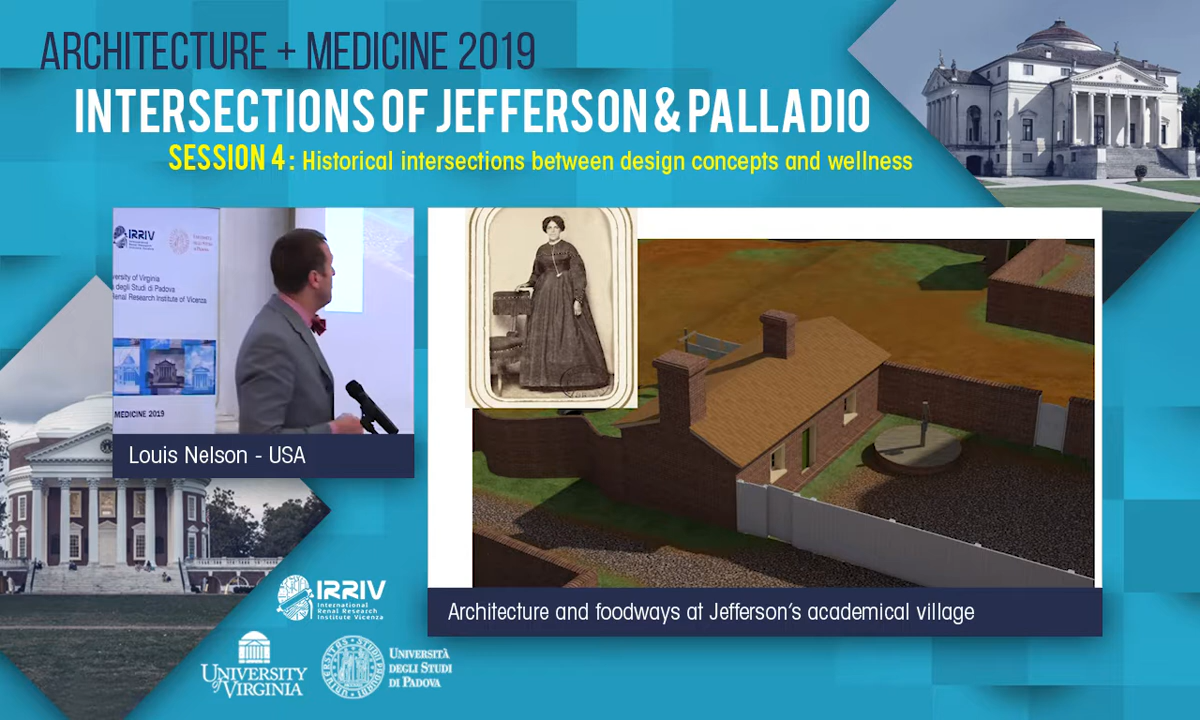 ARCHITECTURE + MEDICINE 2019
INTERSECTIONS OF JEFFERSON & PALLADIO
SESSION 4: Historical intersections between design concepts and wellness
IRRIV
versity of Virginia
degli Studi di Padova
Renal Research Institute of Vicenza
MEDICINE 2019
Louis Nelson - USA
Architecture and foodways at Jefferson's academical village
IRRIV
International
Renal Research
Institute Vicenza
UNIVERSITY
of VIRGINIA
UNIVERSITÀ
DEGLI STUDI
DI PADOVA